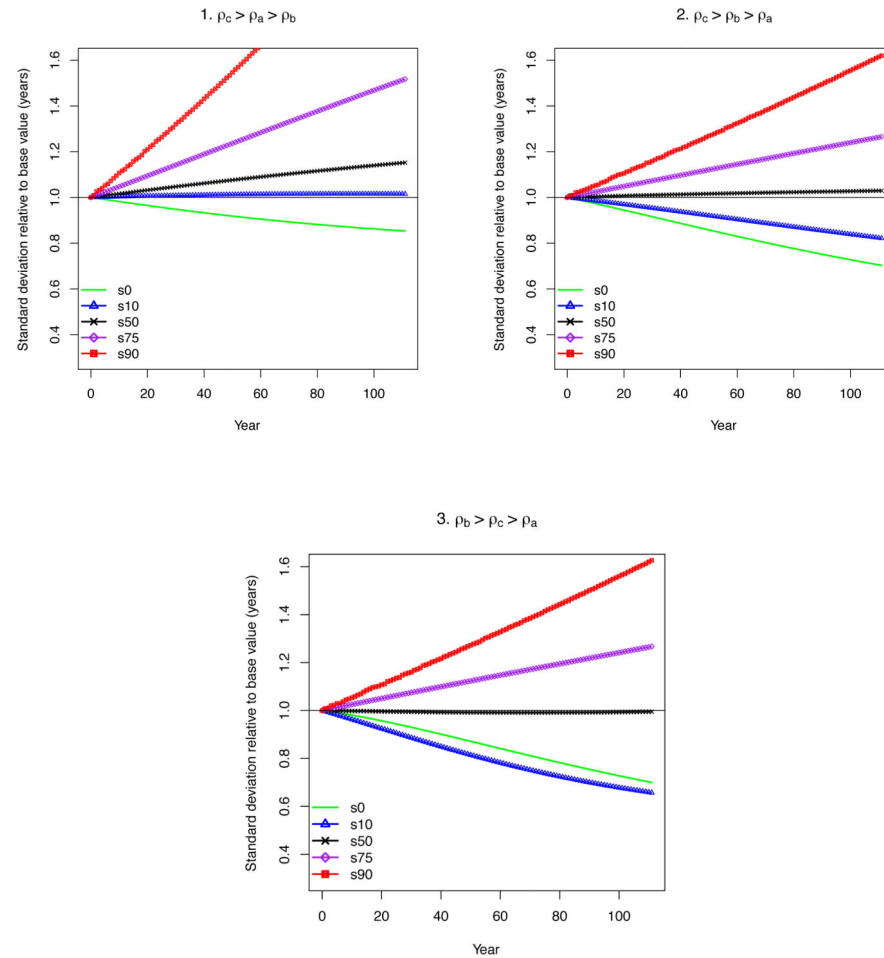 1. ρc > ρa > ρb
Standard deviation relative to base value (years)
1.6
1.4
1.2
1.0
0.8
0.6
0.4
s0
s10
s50
s75
s90
0 20 40 60 80 100
Year
2. ρc > ρb > ρa
Standard deviation relative to base value (years)
1.6
1.4
1.2
1.0
0.8
0.6
0.4
s0
s10
s50
s75
s90
0 20 40 60 80 100
Year
3. ρb > ρc > ρa
Standard deviation relative to base value (years)
1.6
1.4
1.2
1.0
0.8
0.6
0.4
s0
s10
s50
s75
s90
0 20 40 60 80 100
Year